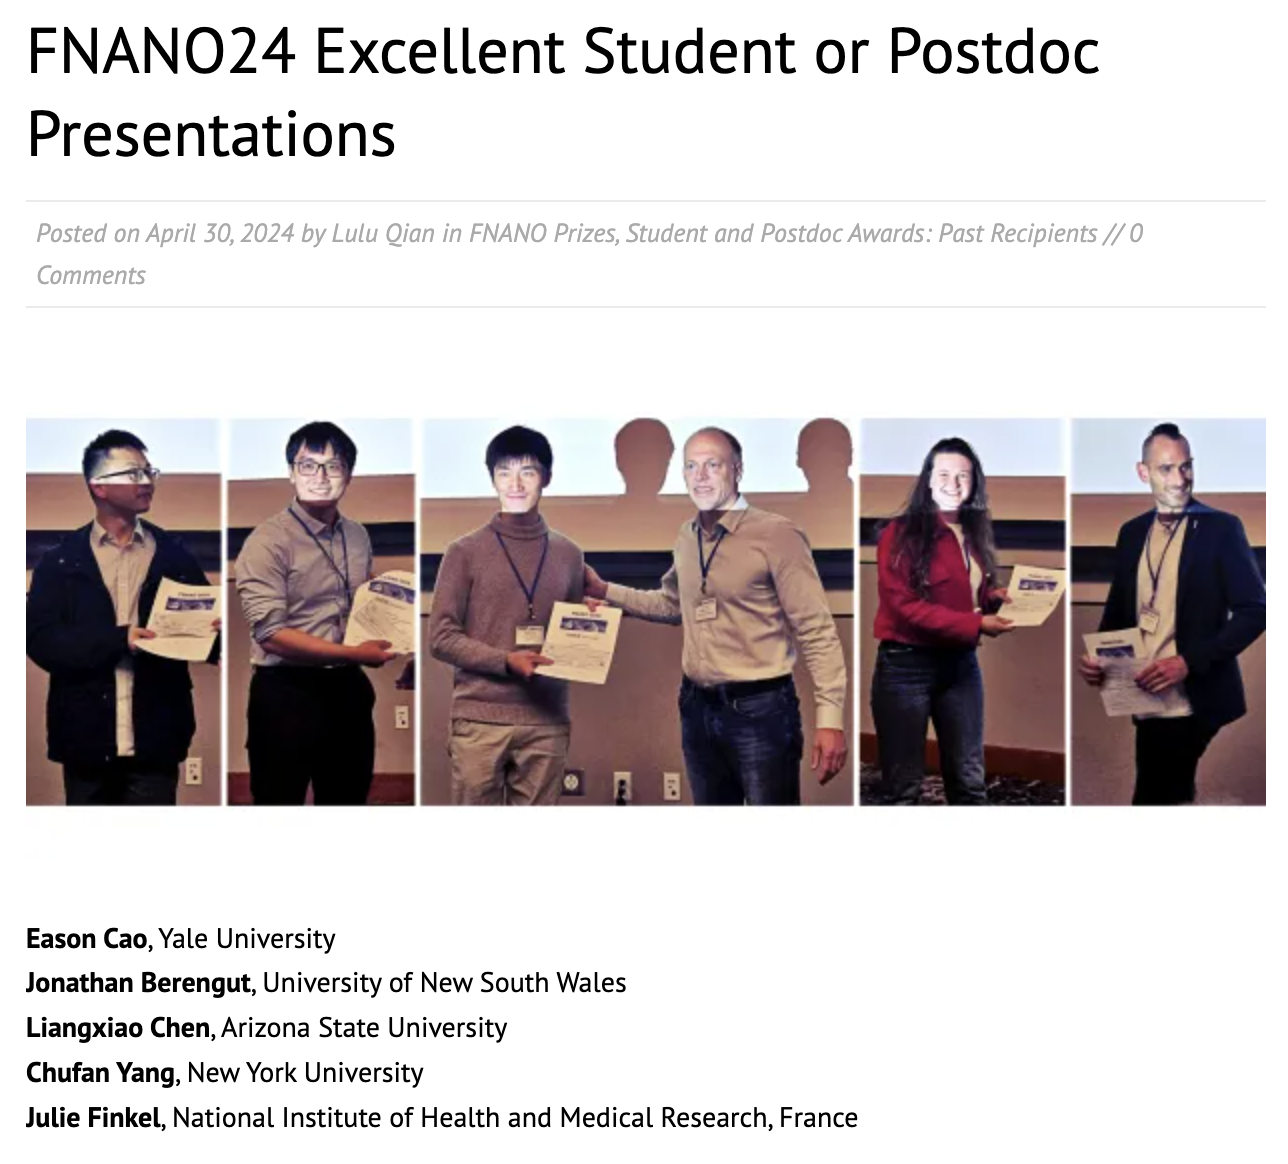 FNANO24 Excellent Student or Postdoc
Presentations
Posted on April 30, 2024 by Lulu Qian in FNANO Prizes, Student and Postdoc Awards: Past Recipients // 0
Comments
Eason Cao, Yale University
Jonathan Berengut, University of New South Wales
Liangxiao Chen, Arizona State University
Chufan Yang, New York University
Julie Finkel, National Institute of Health and Medical Research, France